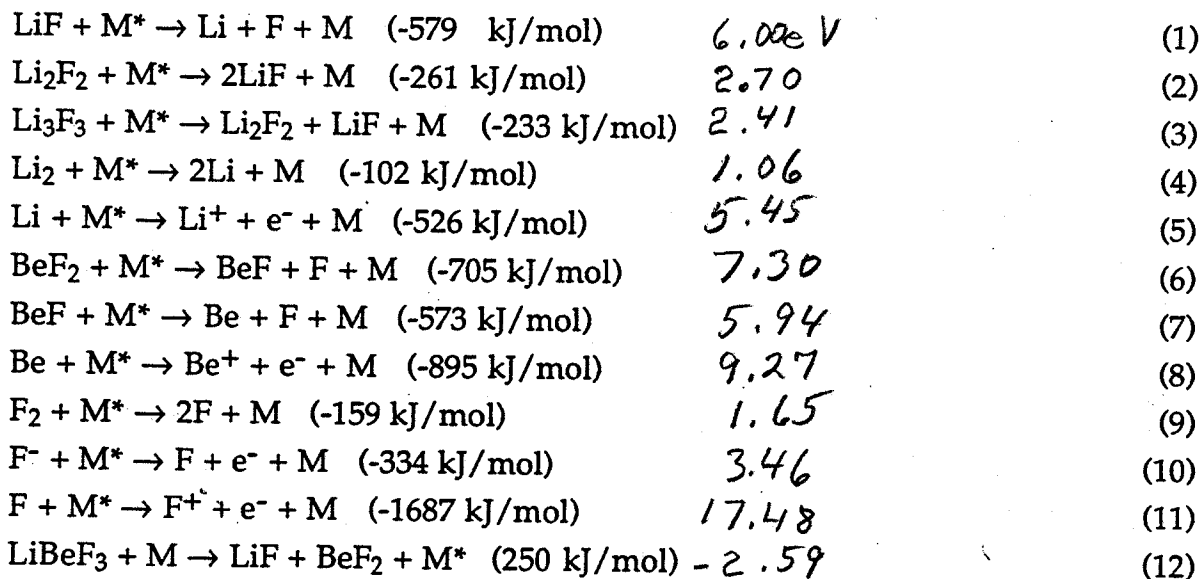 LiF + M* → Li + F + M (-579 kJ/mol) 6.00e V (1)
Li₂F₂ + M* → 2LiF + M (-261 kJ/mol) 2.70 (2)
Li₃F₃ + M* → Li₂F₂ + LiF + M (-233 kJ/mol) 2.41 (3)
Li₂ + M* → 2Li + M (-102 kJ/mol) 1.06 (4)
Li + M* → Li⁺ + e⁻ + M (-526 kJ/mol) 5.45 (5)
BeF₂ + M* → BeF + F + M (-705 kJ/mol) 7.30 (6)
BeF + M* → Be + F + M (-573 kJ/mol) 5.94 (7)
Be + M* → Be⁺ + e⁻ + M (-895 kJ/mol) 9.27 (8)
F₂ + M* → 2F + M (-159 kJ/mol) 1.65 (9)
F⁻ + M* → F + e⁻ + M (-334 kJ/mol) 3.46 (10)
F + M* → F⁺ + e⁻ + M (-1687 kJ/mol) 17.48 (11)
LiBeF₃ + M → LiF + BeF₂ + M* (250 kJ/mol) -2.59 (12)